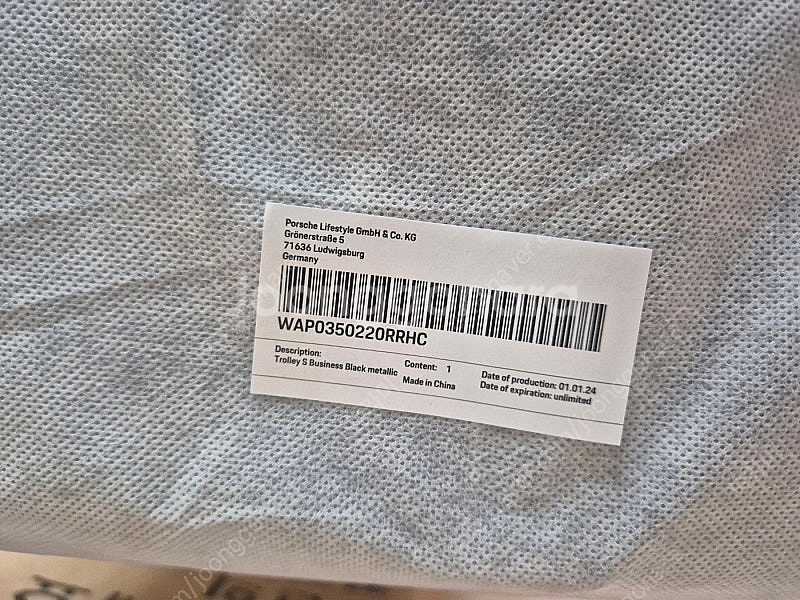 Porsche Lifestyle GmbH & Co. KG
Grönerstraße 5
71636 Ludwigsburg
Germany
WAP0350220RRHC
Description:
Trolley S Business Black metallic
Content: 1
Made in China
Date of production: 01.01.24
Date of expiration: unlimited